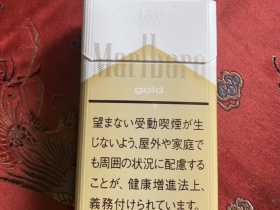 Marlboro
gold
望まない受動喫煙が生
じないよう、屋外や家庭で
も周囲の状況に配慮する
ことが、健康増進法上、
義務付けられています。